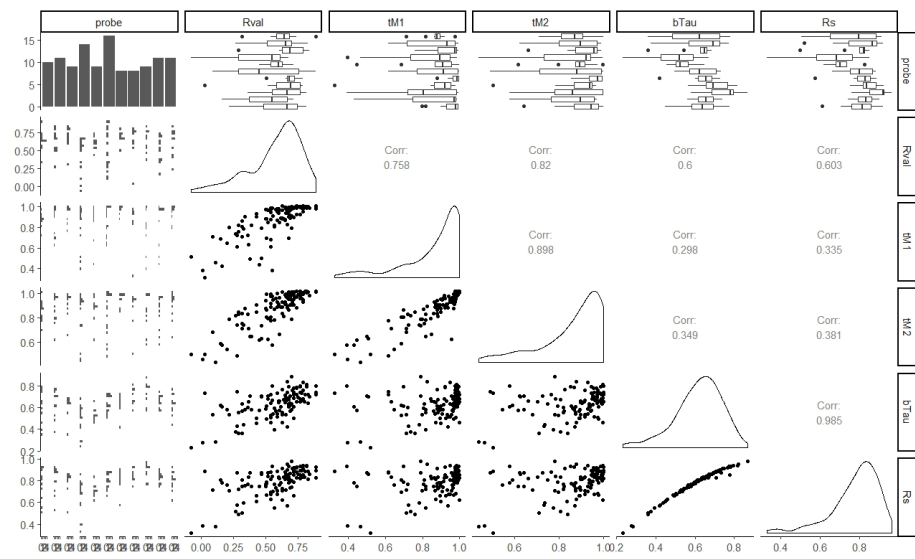 probe Rval tM1 tM2 bTau Rs
15
10
5
0
probe
0.75
0.50
0.25
0.00
Corr:
0.758
Corr:
0.82
Corr:
0.6
Corr:
0.603
Rval
1.0
0.8
0.6
0.4
Corr:
0.898
Corr:
0.298
Corr:
0.335
tM1
1.0
0.8
0.6
Corr:
0.349
Corr:
0.381
tM2
0.8
0.6
0.4
0.2
Corr:
0.985
bTau
1.0
0.8
0.6
0.4
Rs
0.00 0.25 0.50 0.75 0.4 0.6 0.8 1.0 0.6 0.8 1.0 0.2 0.4 0.6 0.8 0.4 0.6 0.8